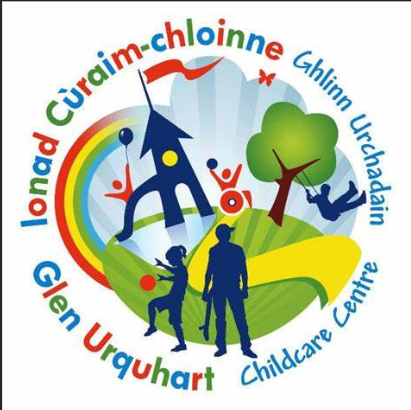 Ionad Cùraim-chloinne
Ghlinn Urchadain
Glen Urquhart
Childcare Centre